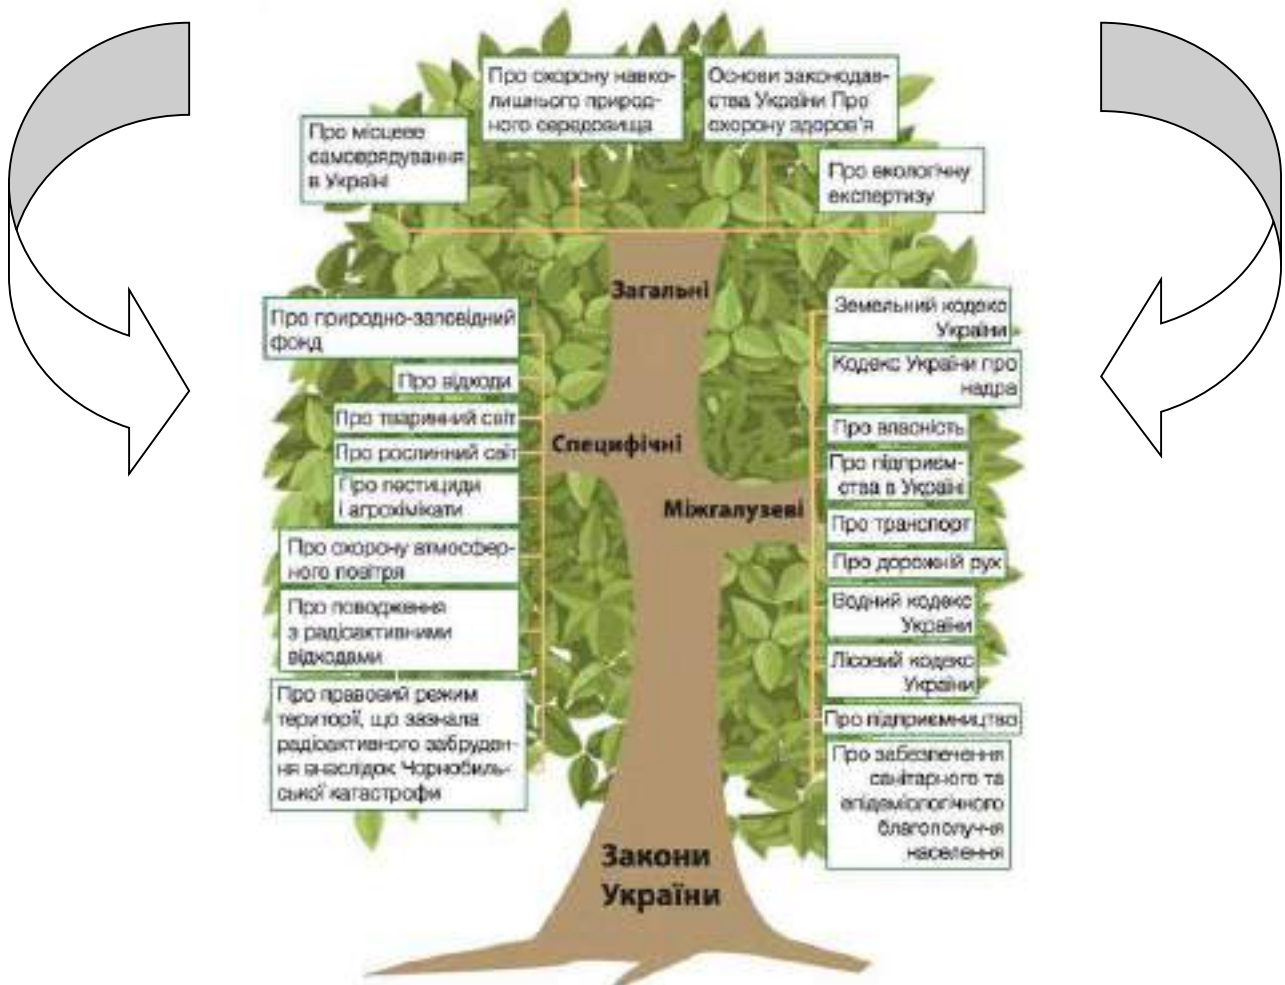 Про охорону навко-
лишнього природ-
ного середовища
Основи законодав-
ства України Про
охорону здоров'я
Про місцеве
самоврядування
в Україні
Про екологічну
експертизу
Загальні
Про природно-заповідний
фонд
Про відходи
Про тваринний світ
Про рослинний світ
Про пестициди
і агрохімікати
Про охорону атмосфер-
ного повітря
Про поводження
з радіоактивними
відходами
Про правовий режим
території, що зазнала
радіоактивного забруден-
ня внаслідок Чорнобиль-
ської катастрофи
Специфічні
Міжгалузеві
Земельний кодекс
України
Кодекс України про
надра
Про власність
Про підприєм-
ства в Україні
Про транспорт
Про дорожній рух
Водний кодекс
України
Лісовий кодекс
України
Про підприємництво
Про забезпечення
санітарного та
епідеміологічного
благополуччя
населення
Закони
України